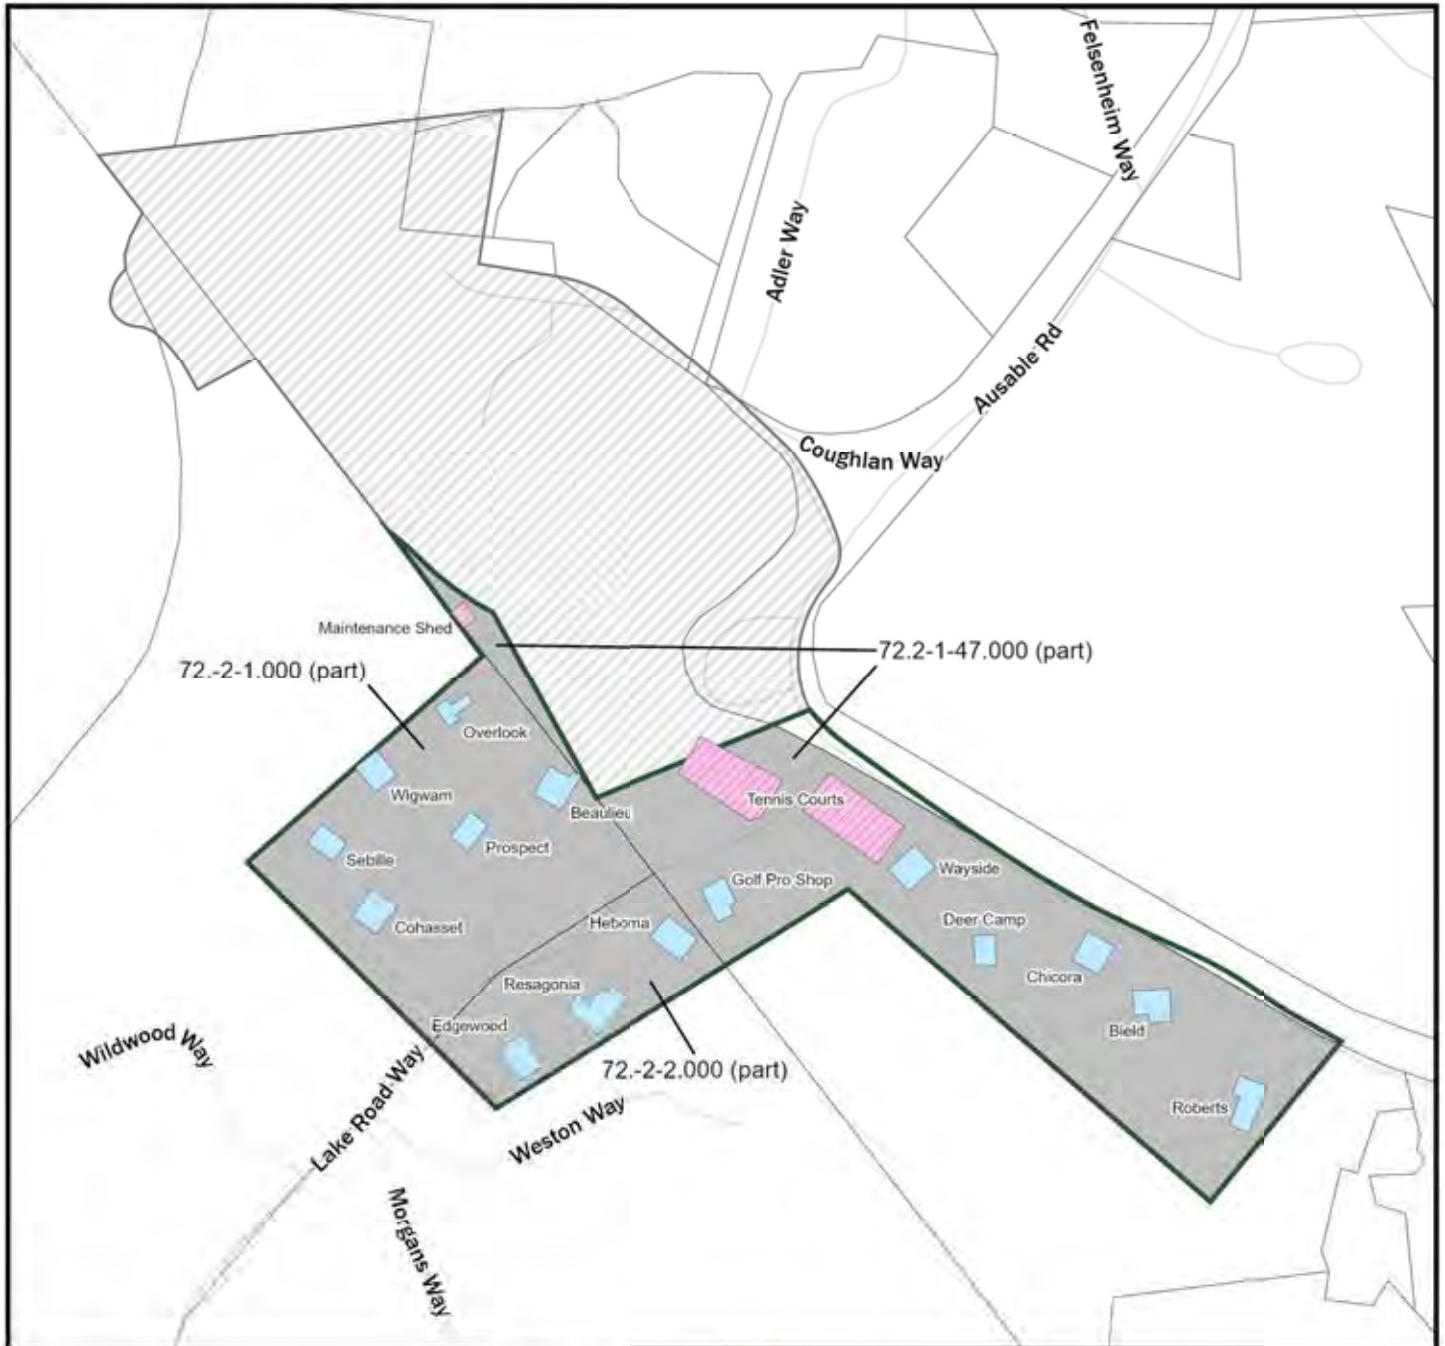 Felsenheim Way
Adler Way
Ausable Rd
Coughlan Way
Maintenance Shed
72.2-1-47.000 (part)
72.-2-1.000 (part)
Overlook
Wigwam
Beaulieu
Tennis Courts
Prospect
Sebille
Wayside
Golf Pro Shop
Cohasset
Heboma
Deer Camp
Chicora
Resagonia
Edgewood
Bield
Wildwood Way
72.-2-2.000 (part)
Lake Road Way
Weston Way
Roberts
Morgans Way